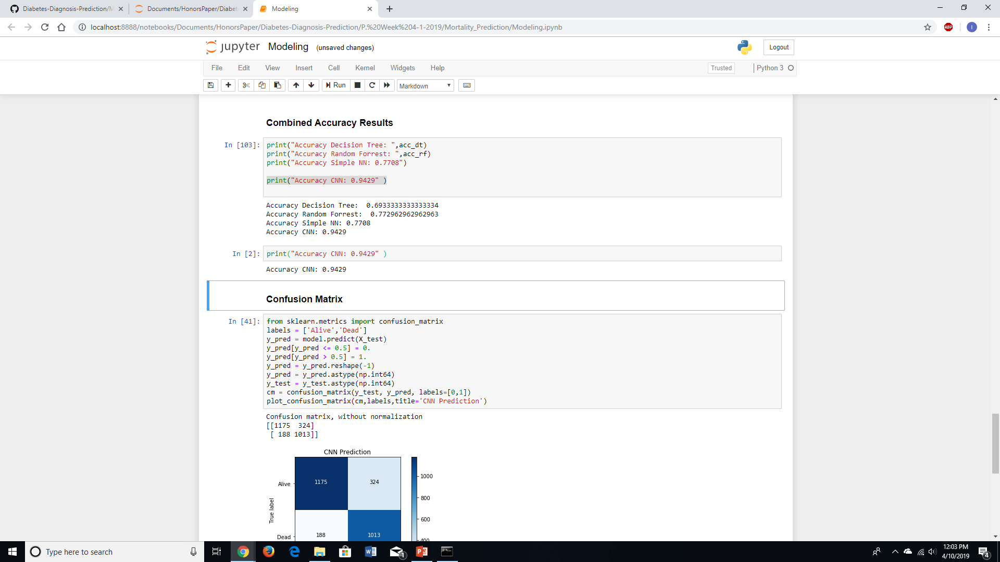 Diabetes-Diagnosis-Prediction/M
Documents/HonorsPaper/Diabet
Modeling
localhost:8888/notebooks/Documents/HonorsPaper/Diabetes-Diagnosis-Prediction/P.%20Week%204-1-2019/Mortality_Prediction/Modeling.ipynb
ABP
I
jupyter Modeling (unsaved changes)
Logout
File Edit View Insert Cell Kernel Widgets Help
Trusted
Python 3
Run
Markdown
Combined Accuracy Results
In [103]:
print("Accuracy Decision Tree: ",acc_dt)
print("Accuracy Random Forrest: ",acc_rf)
print("Accuracy Simple NN: 0.7708")
print("Accuracy CNN: 0.9429" )
Accuracy Decision Tree:  0.6933333333333334
Accuracy Random Forrest:  0.772962962962963
Accuracy Simple NN: 0.7708
Accuracy CNN: 0.9429
In [2]:
print("Accuracy CNN: 0.9429" )
Accuracy CNN: 0.9429
Confusion Matrix
In [41]:
from sklearn.metrics import confusion_matrix
labels = ['Alive','Dead']
y_pred = model.predict(X_test)
y_pred[y_pred <= 0.5] = 0.
y_pred[y_pred > 0.5] = 1.
y_pred = y_pred.reshape(-1)
y_pred = y_pred.astype(np.int64)
y_test = y_test.astype(np.int64)
cm = confusion_matrix(y_test, y_pred, labels=[0,1])
plot_confusion_matrix(cm,labels,title='CNN Prediction')
Confusion matrix, without normalization
[[1175  324]
 [ 188 1013]]
CNN Prediction
1000
800
600
400
Alive
1175
324
True label
Dead
188
1013
Type here to search
1
12:03 PM
4/10/2019
4